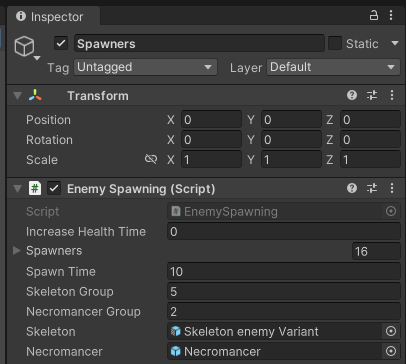 Inspector
Spawners Static
Tag Untagged Layer Default
Transform
Position X 0 Y 0 Z 0
Rotation X 0 Y 0 Z 0
Scale X 1 Y 1 Z 1
# Enemy Spawning (Script)
Script # EnemySpawning
Increase Health Time 0
Spawners 16
Spawn Time 10
Skeleton Group 5
Necromancer Group 2
Skeleton Skeleton enemy Variant
Necromancer Necromancer